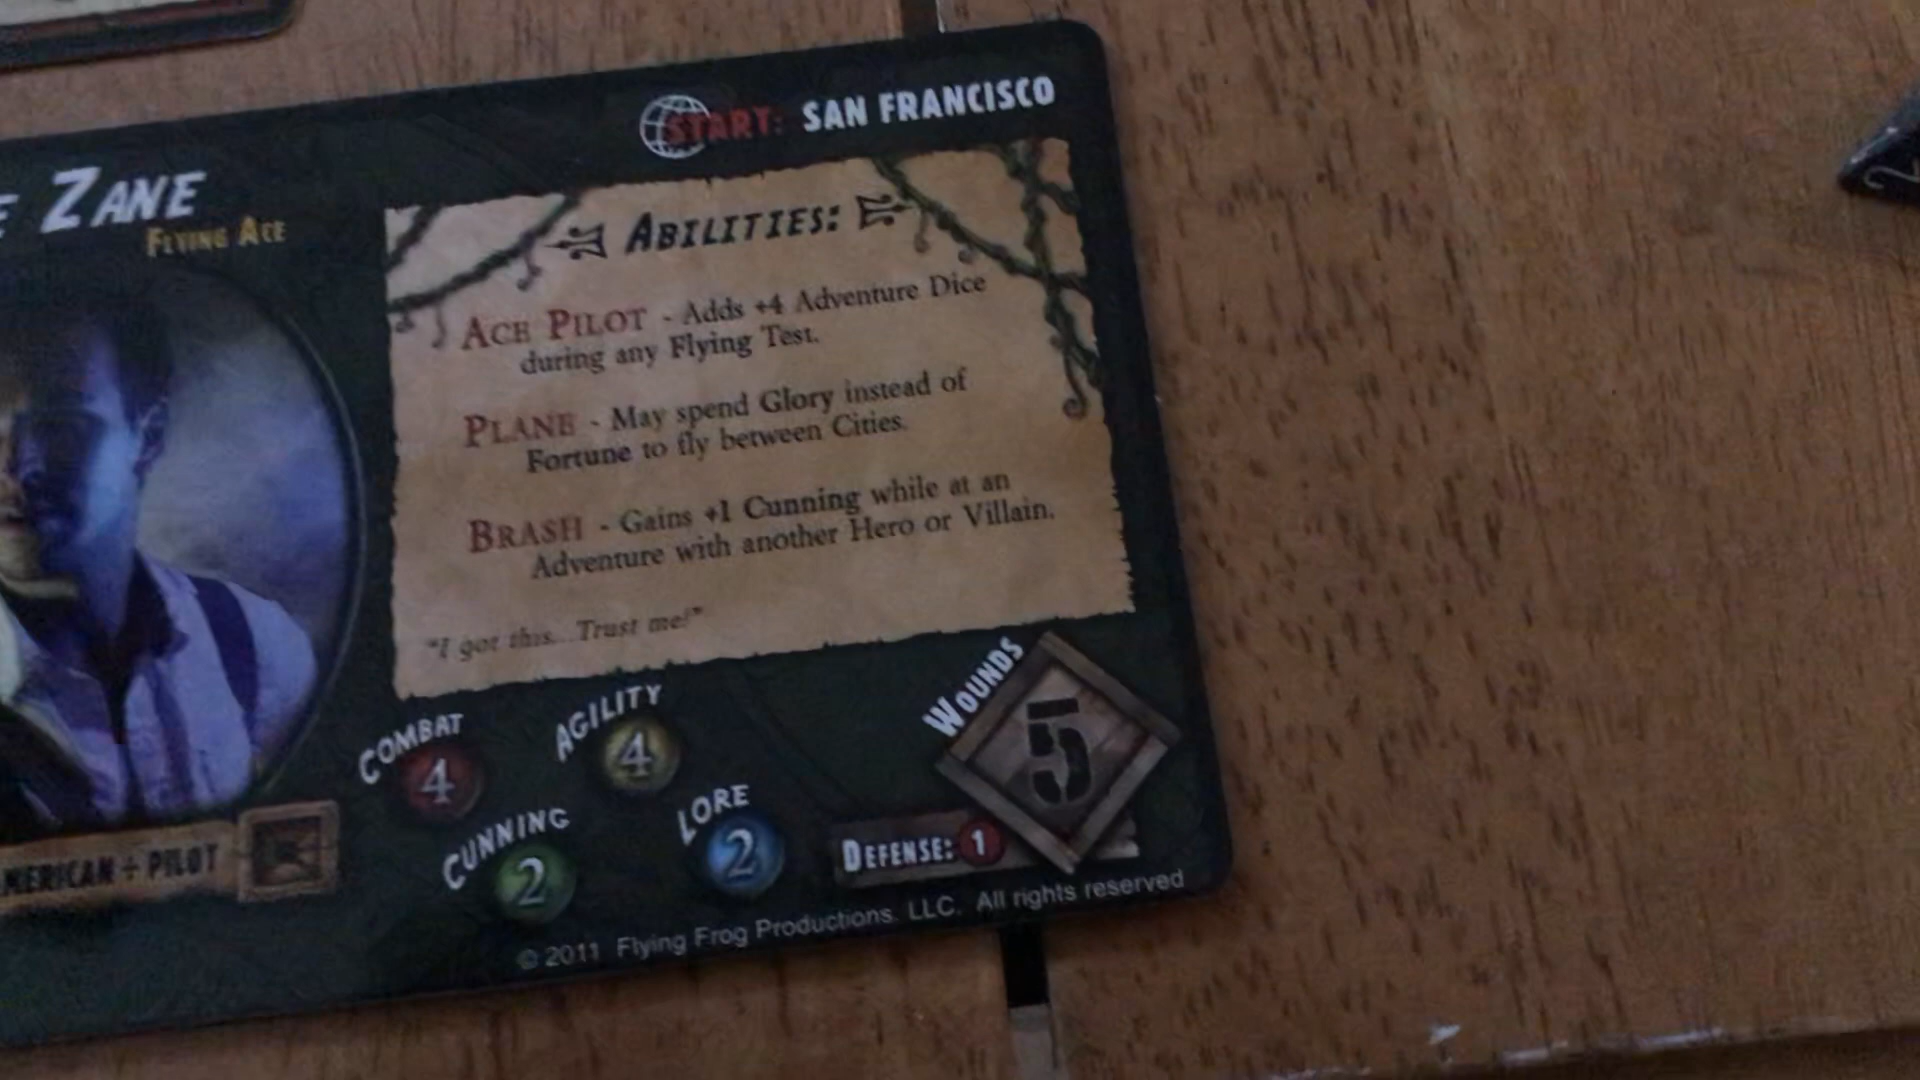 START: SAN FRANCISCO
E ZANE
FLYING ACE
ABILITIES:
ACE PILOT - Adds +4 Adventure Dice
during any Flying Test.
PLANE - May spend Glory instead of
Fortune to fly between Cities.
BRASH - Gains +1 Cunning while at an
Adventure with another Hero or Villain.
"I got this...Trust me!"
COMBAT 4
AGILITY 4
CUNNING 2
LORE 2
WOUNDS 5
DEFENSE: 1
MERICAN + PILOT
© 2011 Flying Frog Productions, LLC. All rights reserved